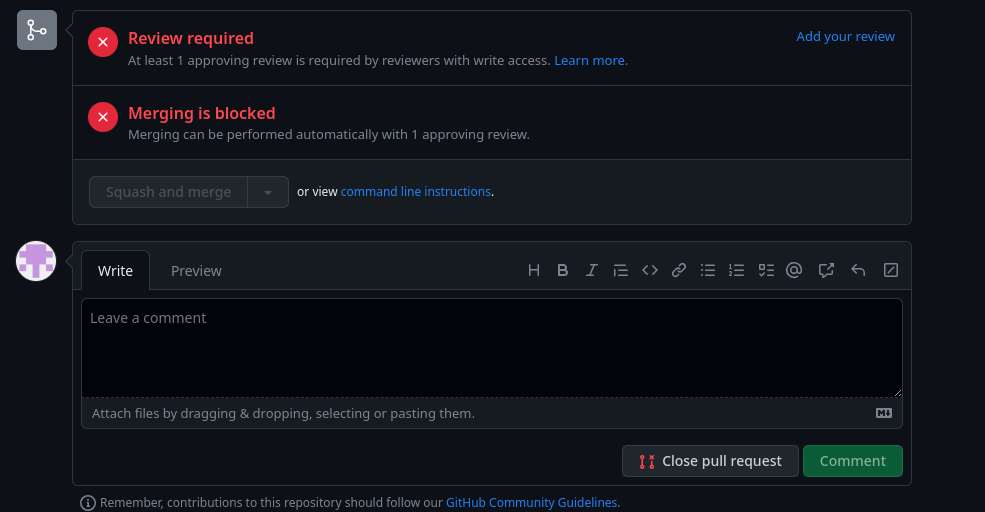 Review required
Add your review
At least 1 approving review is required by reviewers with write access. Learn more.
Merging is blocked
Merging can be performed automatically with 1 approving review.
Squash and merge
or view command line instructions.
Write
Preview
Leave a comment
Attach files by dragging & dropping, selecting or pasting them.
Close pull request
Comment
Remember, contributions to this repository should follow our GitHub Community Guidelines.